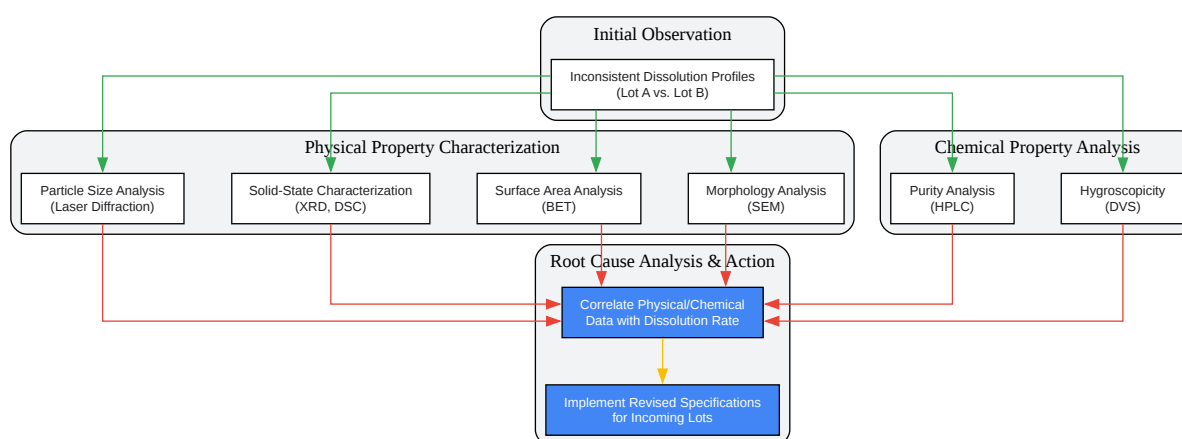 Initial Observation
Inconsistent Dissolution Profiles
(Lot A vs. Lot B)
Physical Property Characterization
Chemical Property Analysis
Particle Size Analysis
(Laser Diffraction)
Solid-State Characterization
(XRD, DSC)
Surface Area Analysis
(BET)
Morphology Analysis
(SEM)
Purity Analysis
(HPLC)
Hygroscopicity
(DVS)
Root Cause Analysis & Action
Correlate Physical/Chemical
Data with Dissolution Rate
Implement Revised Specifications
for Incoming Lots